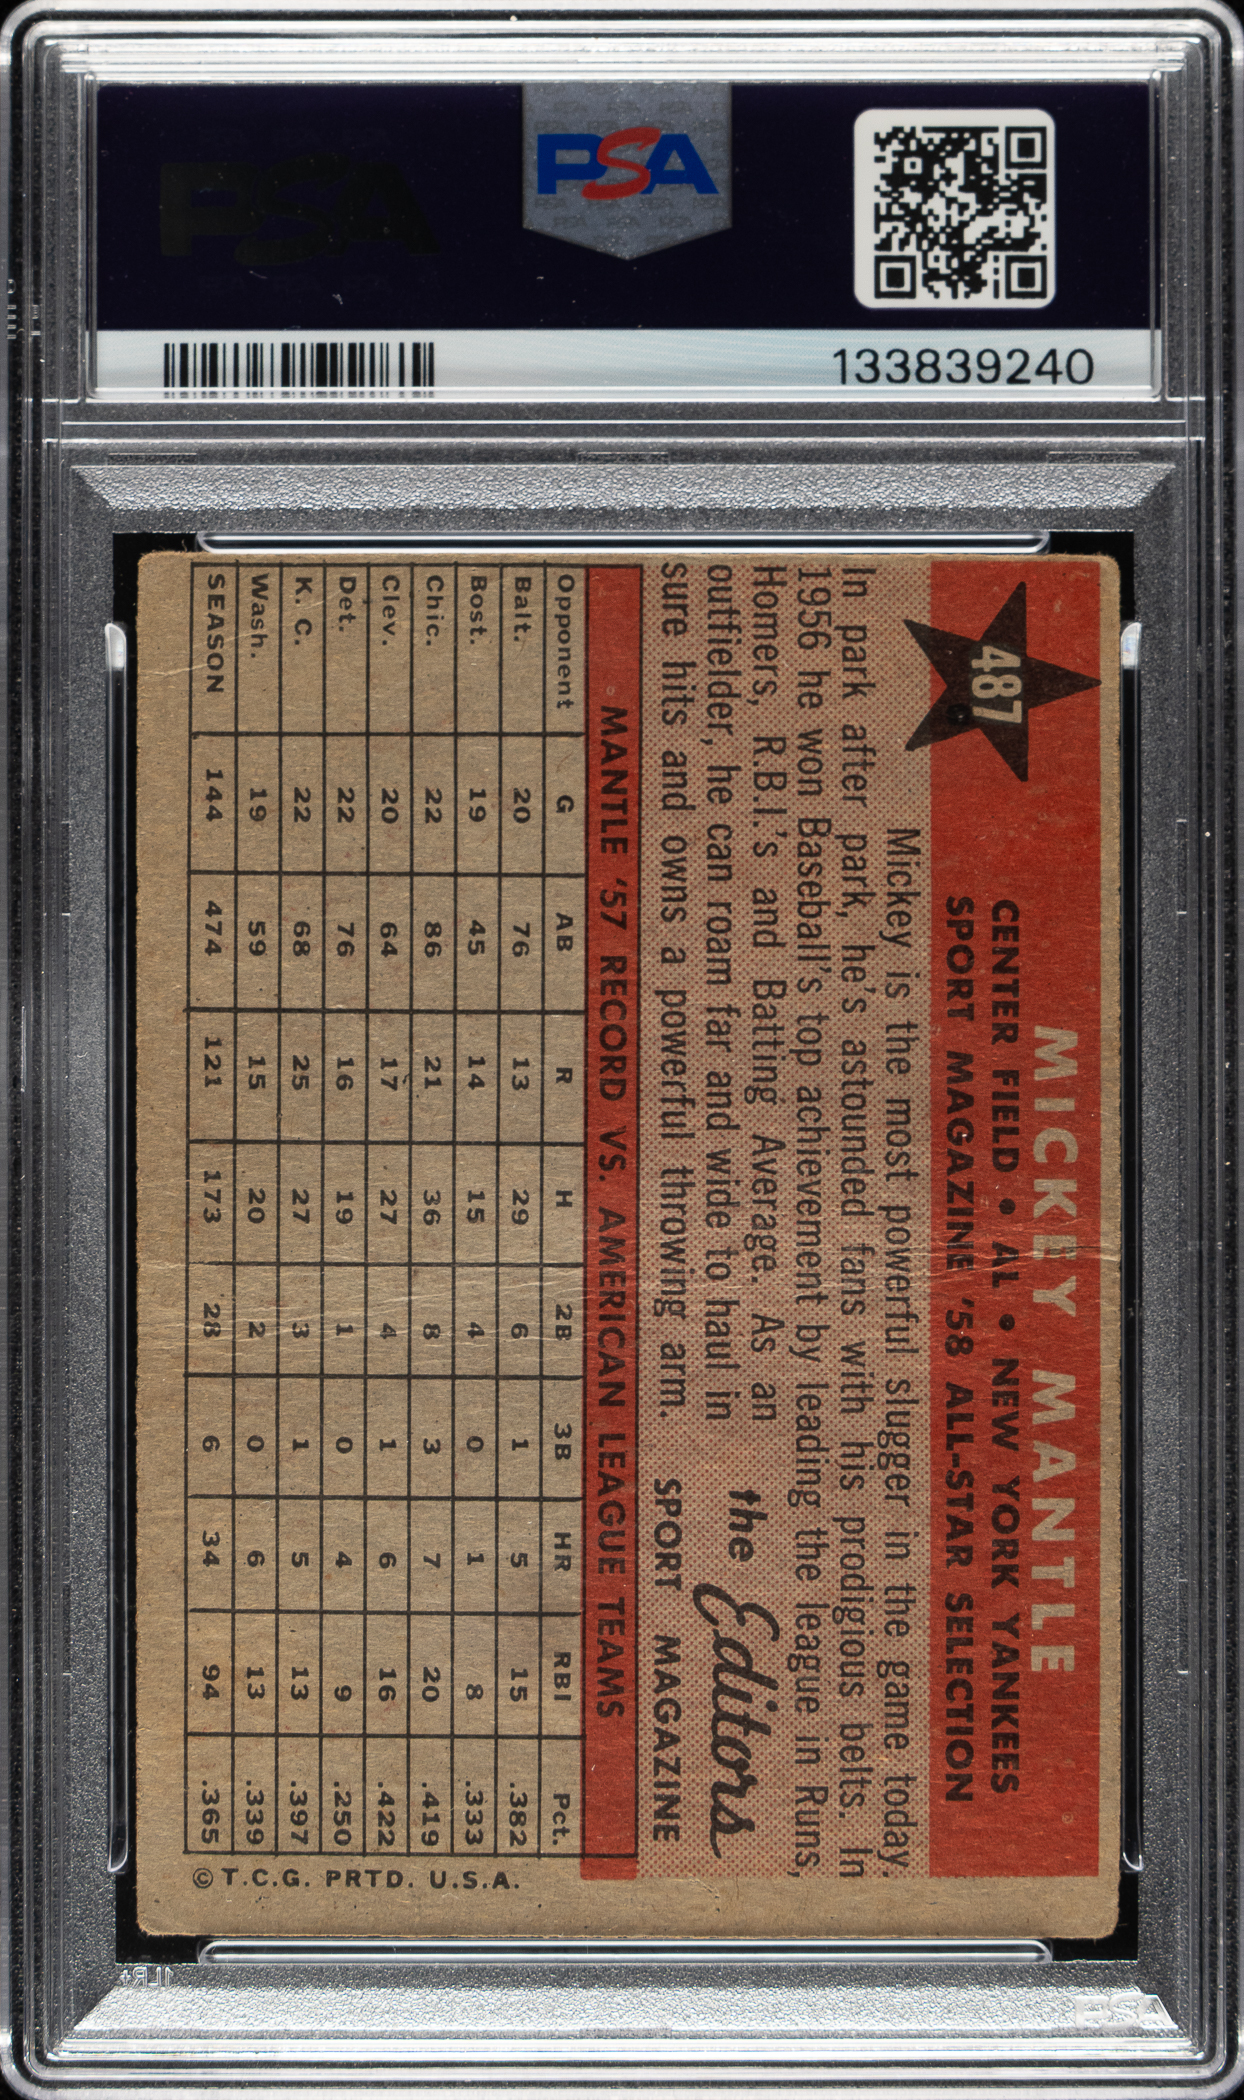 PSA
PSA
133839240
487
MICKEY MANTLE
CENTER FIELD • AL • NEW YORK YANKEES
SPORT MAGAZINE '58 ALL-STAR SELECTION
Mickey is the most powerful slugger in the game today.
In park after park, he's astounded fans with his prodigious belts. In
1956 he won Baseball's top achievement by leading the league in Runs,
Homers, R.B.I.'s and Batting Average. As an
outfielder, he can roam far and wide to haul in
sure hits and owns a powerful throwing arm.
the Editors
SPORT MAGAZINE
MANTLE '57 RECORD VS. AMERICAN LEAGUE TEAMS
Opponent G AB R H 2B 3B HR RBI Pct.
Balt. 20 76 13 29 6 1 5 15 .382
Bost. 19 45 14 15 4 0 1 8 .333
Chic. 22 86 21 36 8 3 7 20 .419
Clev. 20 64 17 27 4 1 6 16 .422
Det. 22 76 16 19 1 0 4 9 .250
K. C. 22 68 25 27 3 1 5 13 .397
Wash. 19 59 15 20 2 0 6 13 .339
SEASON 144 474 121 173 28 6 34 94 .365
© T.C.G. PRTD. U.S.A.
1LR+
PSA